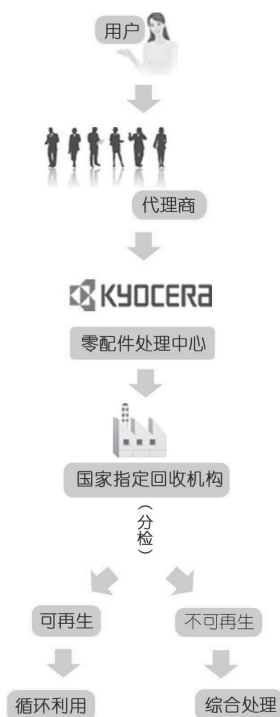 用户
代理商
KYOCERA
零配件处理中心
国家指定回收机构
（分检）
可再生
不可再生
循环利用
综合处理